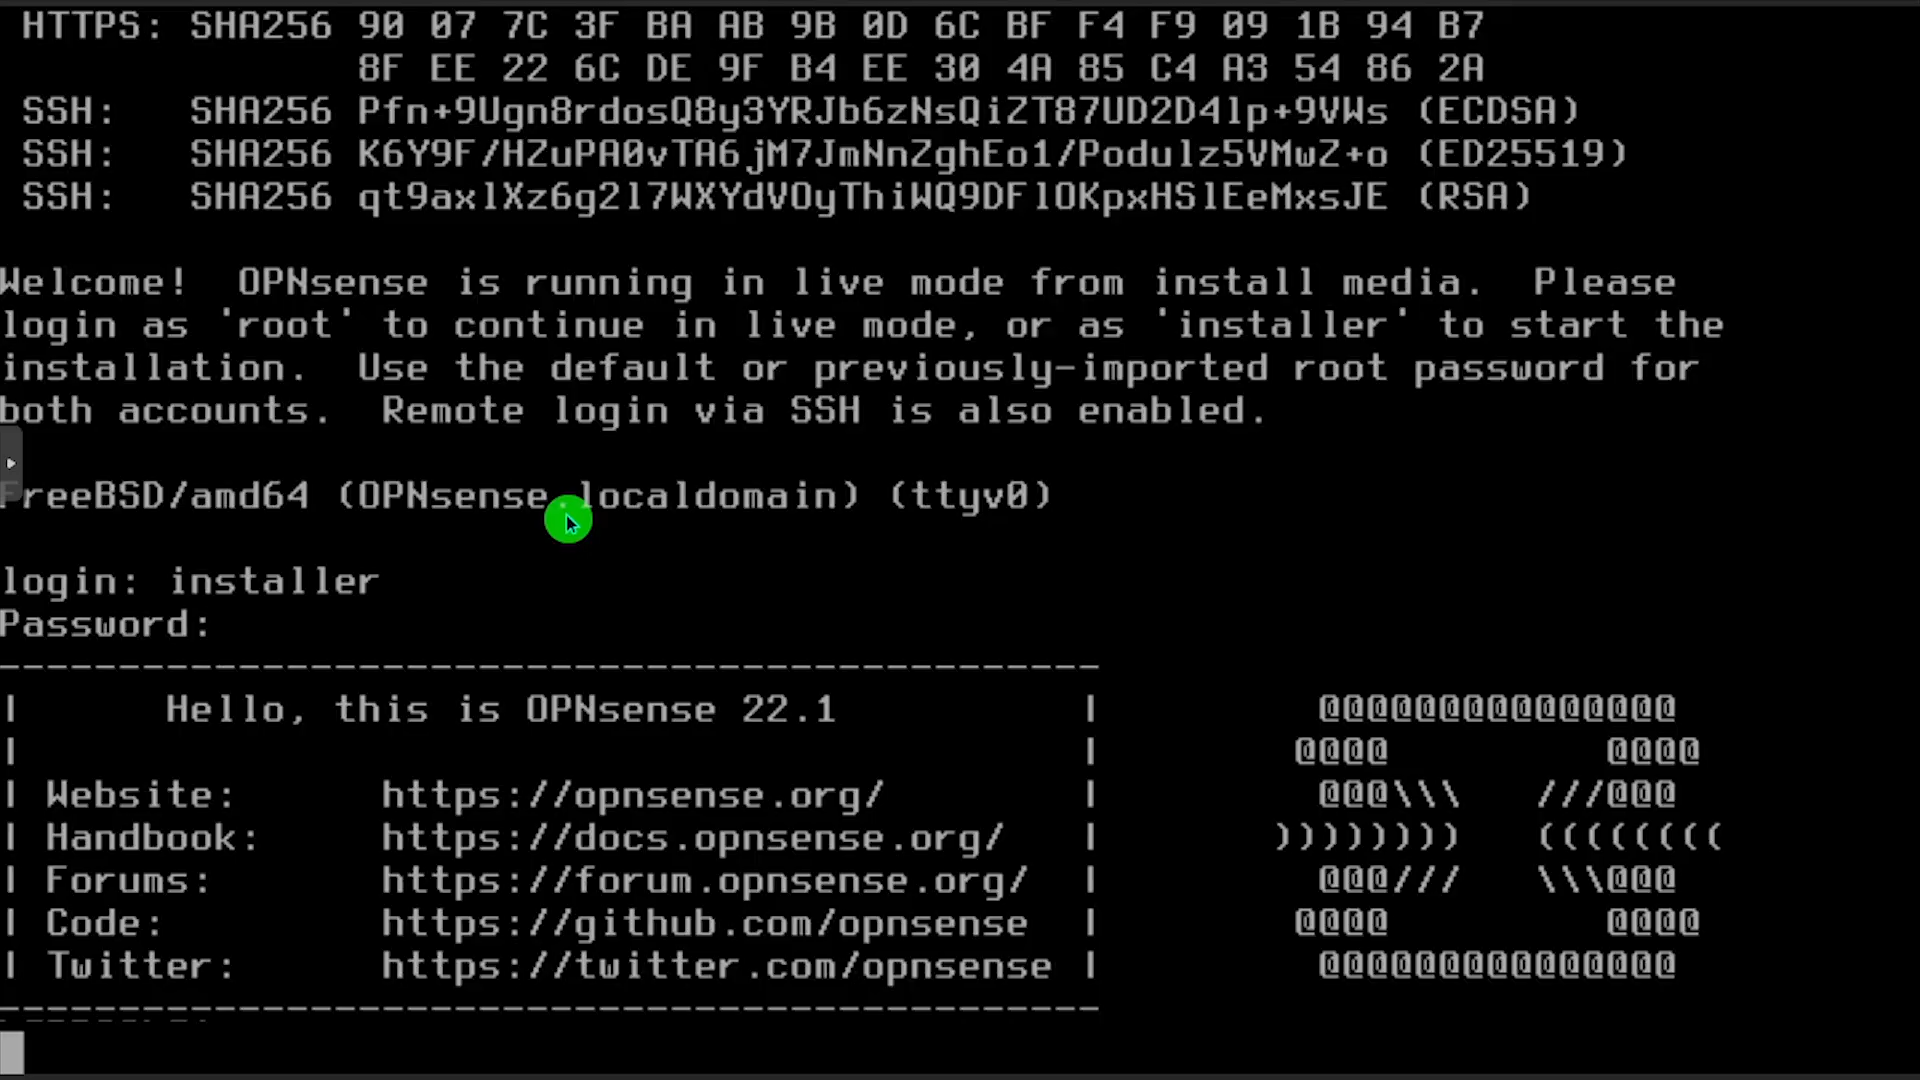 HTTPS: SHA256 90 07 7C 3F BA AB 9B 0D 6C BF F4 F9 09 1B 94 B7
8F EE 22 6C DE 9F B4 EE 30 4A 85 C4 A3 54 86 2A
SSH: SHA256 Pfn+9Ugn8rdosQ8y3YRJb6zNsQiZT87UD2D4lp+9VWs (ECDSA)
SSH: SHA256 K6Y9F/HZuPA0vTA6jM7JmNnZghEo1/Podulz5VMwZ+o (ED25519)
SSH: SHA256 qt9axlXz6g2l7WXYdVOyThiWQ9DFlOKpxHSlEeMxsJE (RSA)
Welcome! OPNsense is running in live mode from install media. Please
login as 'root' to continue in live mode, or as 'installer' to start the
installation. Use the default or previously-imported root password for
both accounts. Remote login via SSH is also enabled.
FreeBSD/amd64 (OPNsense.localdomain) (ttyv0)
login: installer
Password:
----------------------------------------------
| Hello, this is OPNsense 22.1 | @@@@@@@@@@@@@@@
| | @@@@ @@@@
| Website: https://opnsense.org/ | @@@\\\ ///@@@
| Handbook: https://docs.opnsense.org/ | )))))))) ((((((((
| Forums: https://forum.opnsense.org/ | @@@/// \\\@@@
| Code: https://github.com/opnsense | @@@@ @@@@
| Twitter: https://twitter.com/opnsense | @@@@@@@@@@@@@@@
----------------------------------------------